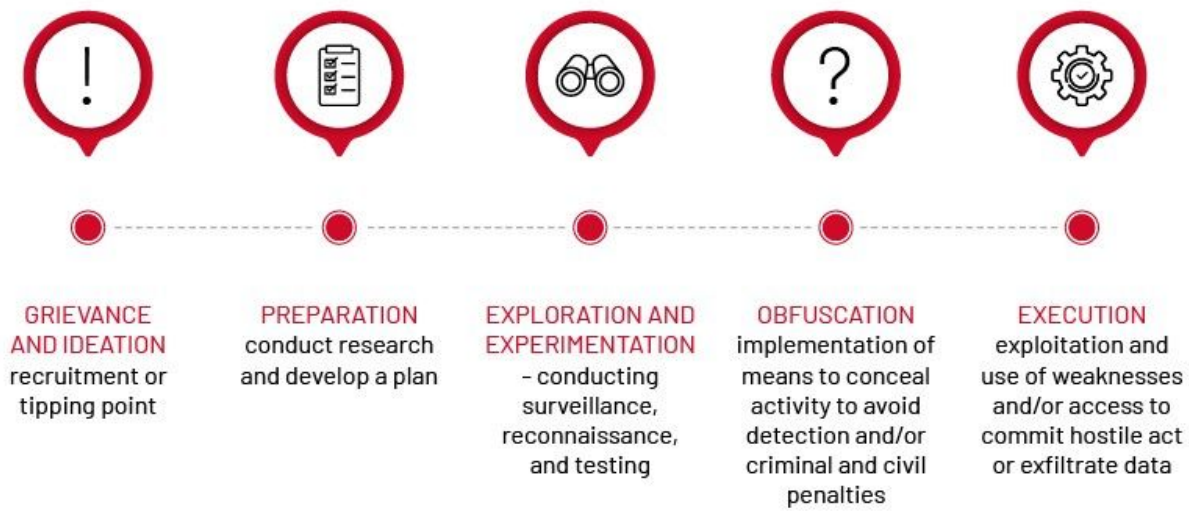 !
?
GRIEVANCE
AND IDEATION
recruitment or
tipping point
PREPARATION
conduct research
and develop a plan
EXPLORATION AND
EXPERIMENTATION
- conducting
surveillance,
reconnaissance,
and testing
OBFUSCATION
implementation of
means to conceal
activity to avoid
detection and/or
criminal and civil
penalties
EXECUTION
exploitation and
use of weaknesses
and/or access to
commit hostile act
or exfiltrate data